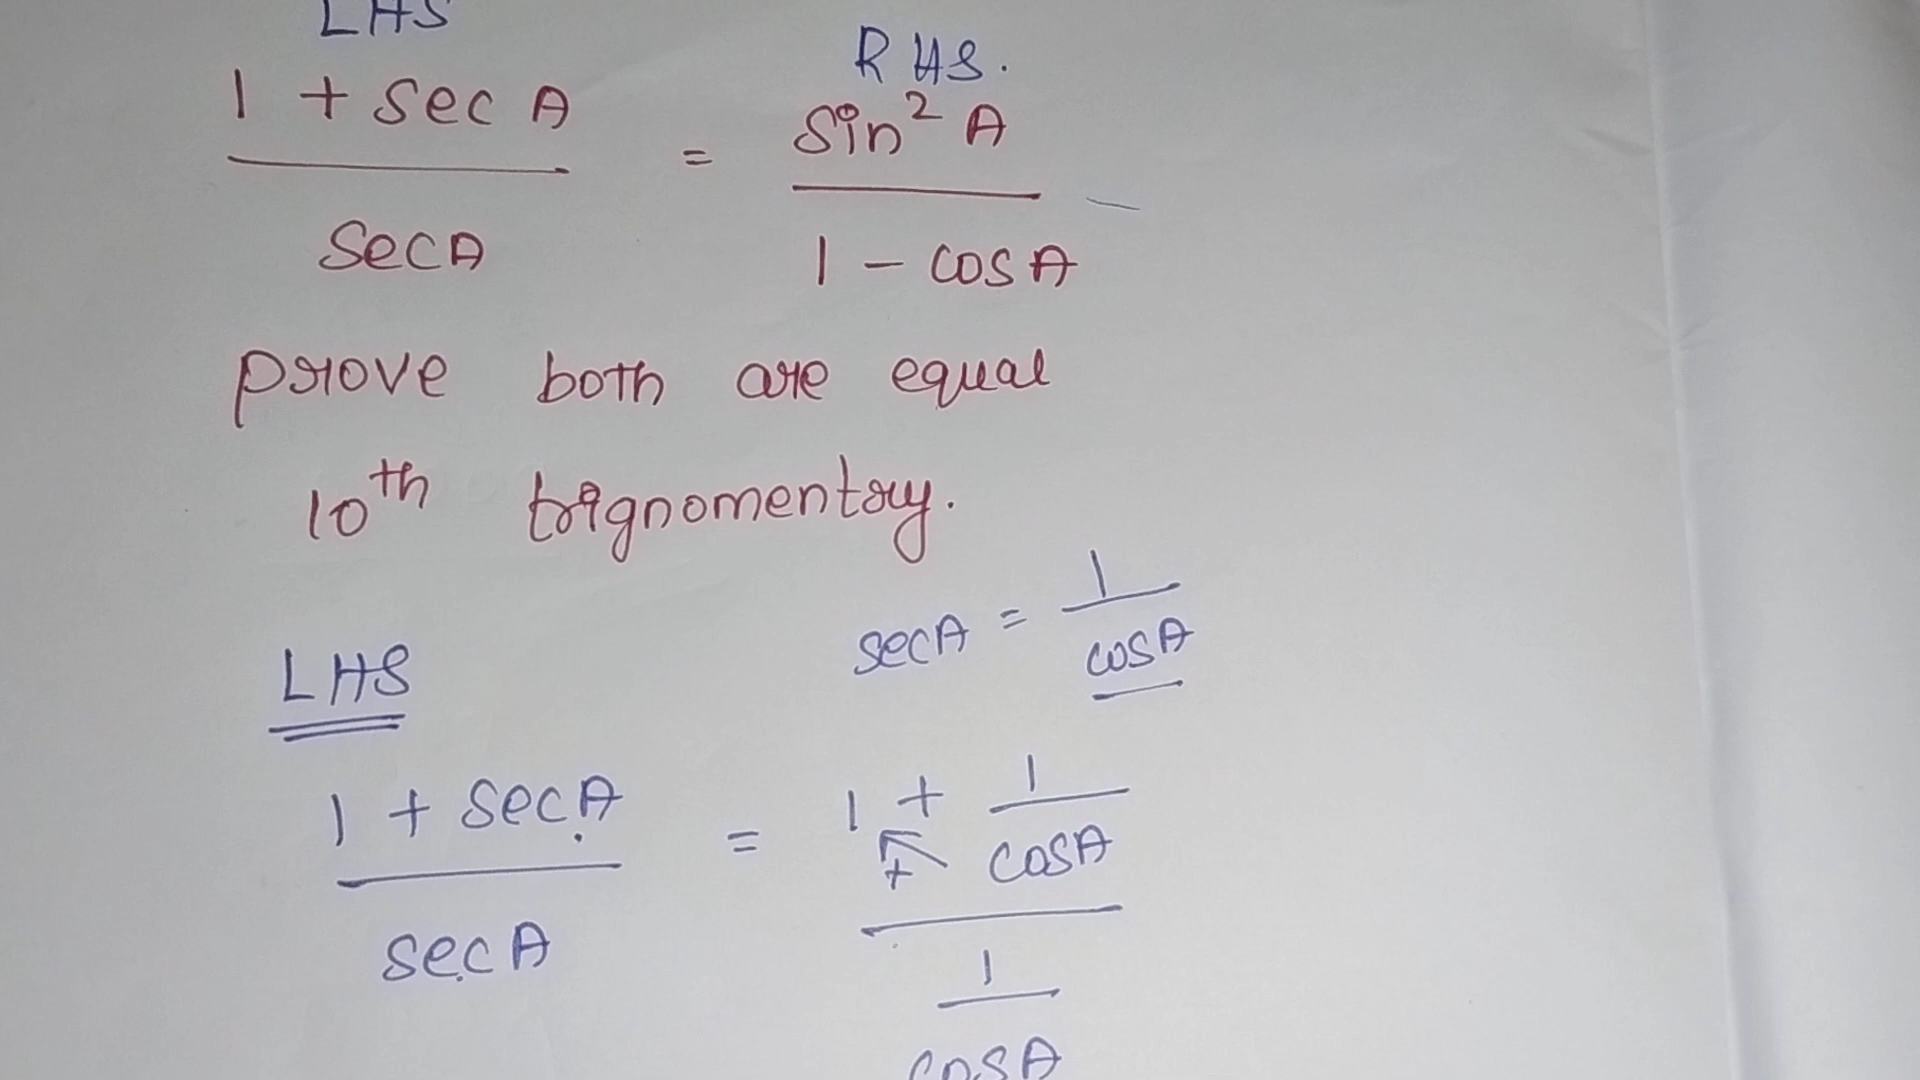 LHS
RHS.
1 + sec A / sec A = sin² A / 1 - cos A
prove both are equal
10th trignomentory.
sec A = 1 / cos A
LHS
1 + sec A / sec A = 1 + 1 / cos A / 1 / cos A